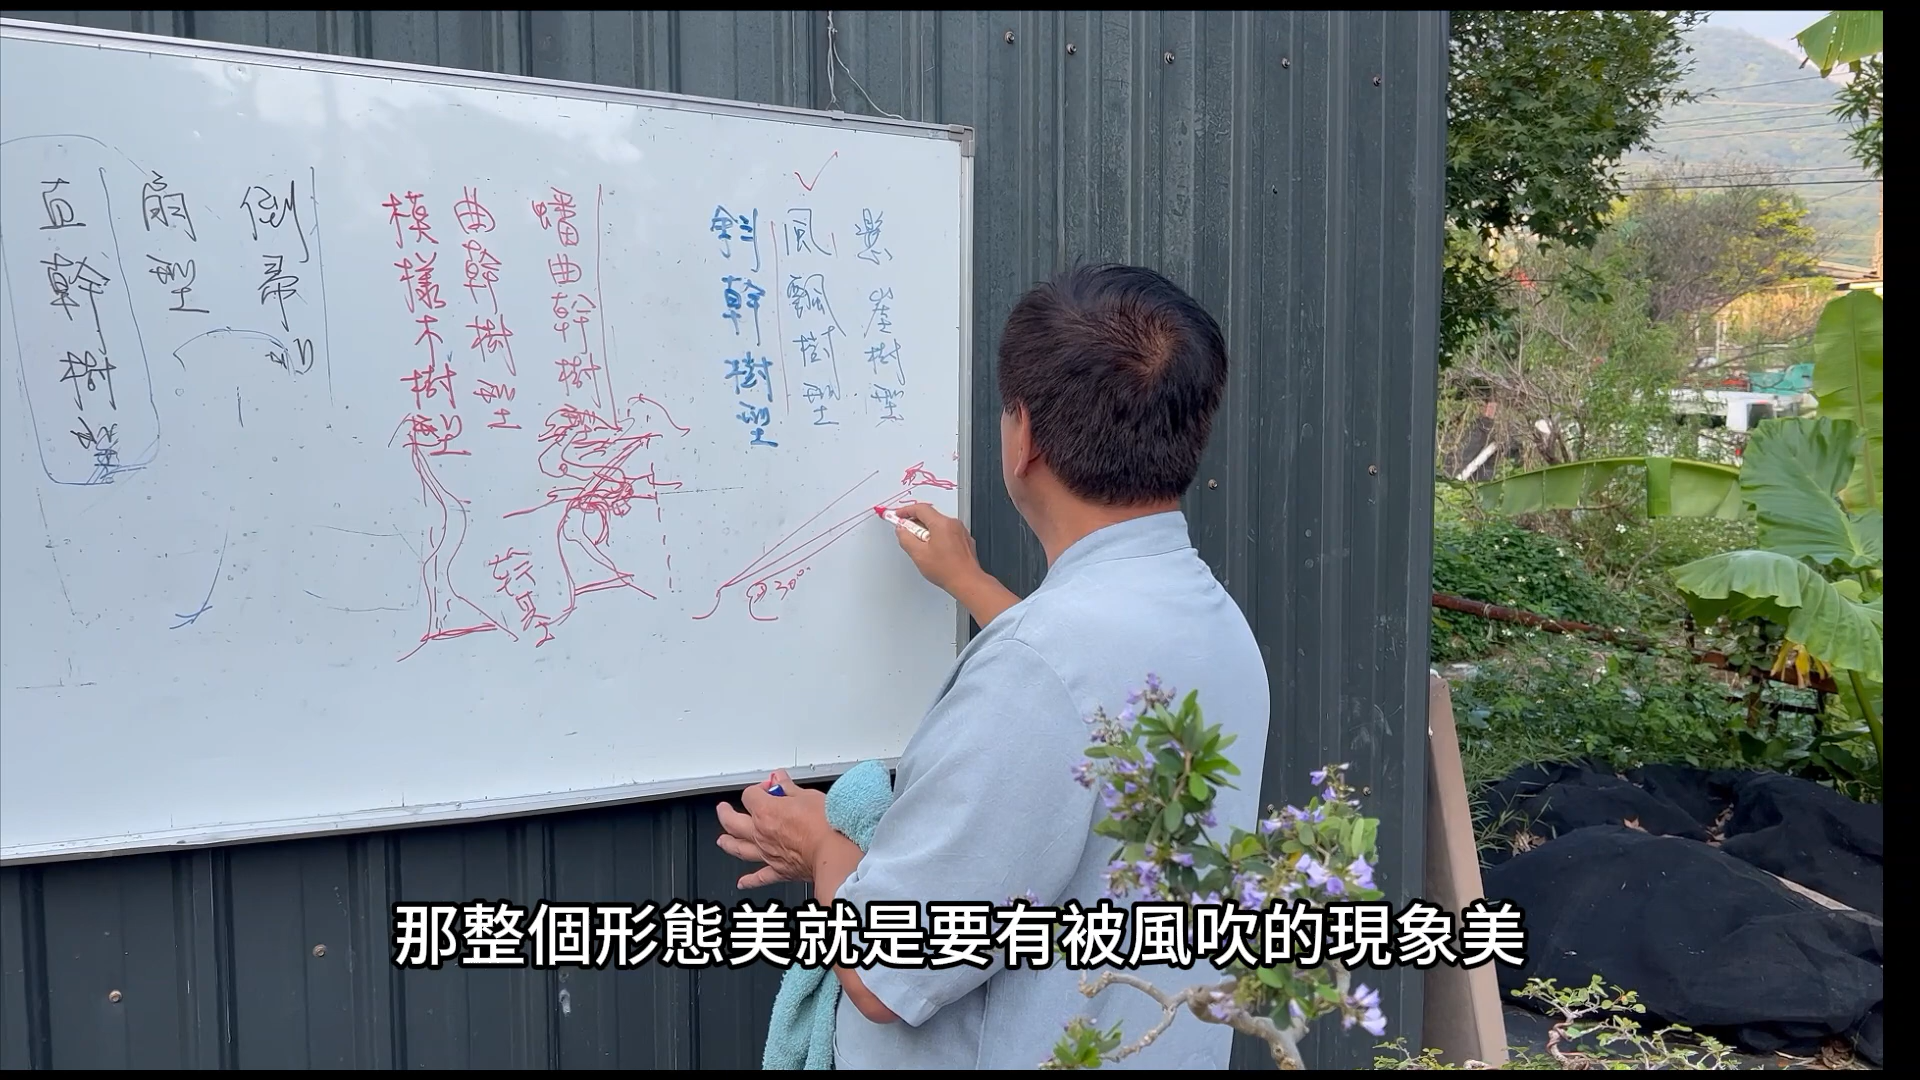 直幹樹型
扇型
倒帚型
模樣木樹型
曲幹樹型
蟠曲幹樹型
斜幹樹型
風飄樹型
懸崖樹型
30°
那整個形態美就是要有被風吹的現象美